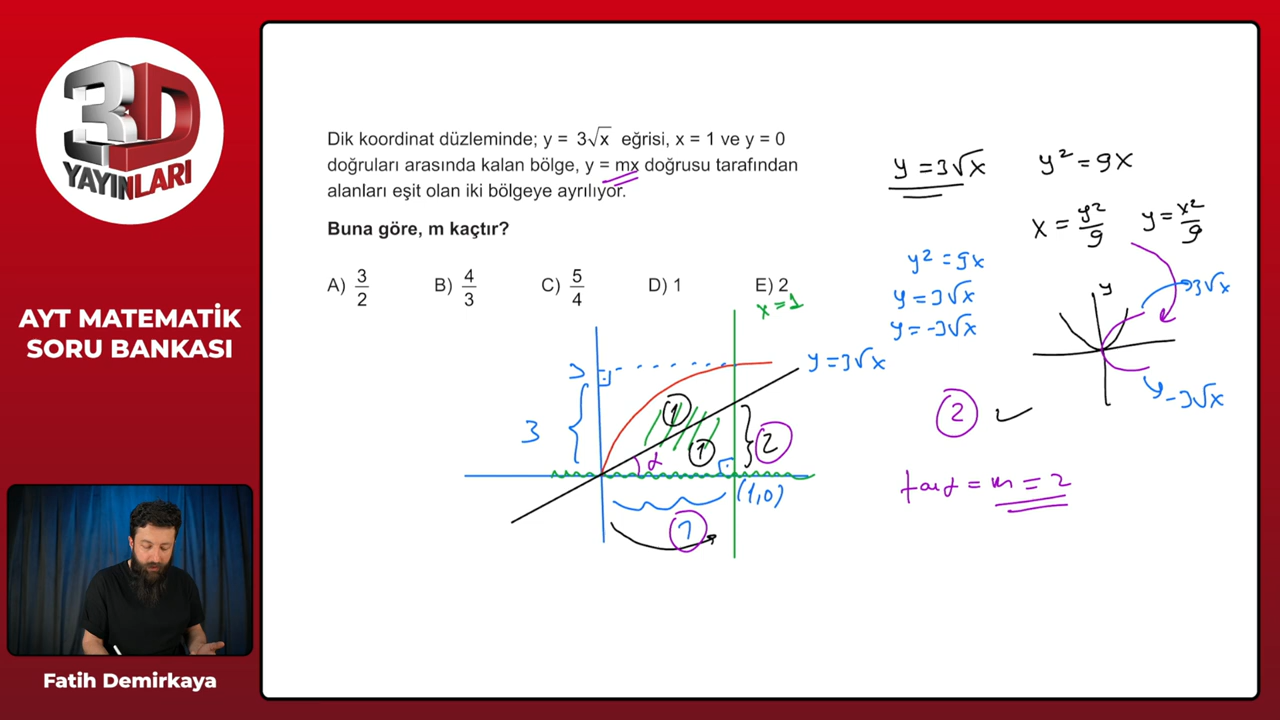 3D
YAYINLARI
AYT MATEMATİK
SORU BANKASI
Fatih Demirkaya
Dik koordinat düzleminde; y = 3√x eğrisi, x = 1 ve y = 0
doğruları arasında kalan bölge, y = mx doğrusu tarafından
alanları eşit olan iki bölgeye ayrılıyor.
Buna göre, m kaçtır?
A) 3/2 B) 4/3 C) 5/4 D) 1 E) 2
x = 1
y = 3√x
3
3
1
1
2
α
(1,0)
1
y = 3√x
y² = 9x
x = y²/9
y = x²/9
y² = 9x
y = 3√x
y = -3√x
y
3√x
-3√x
2
tanα = m = 2